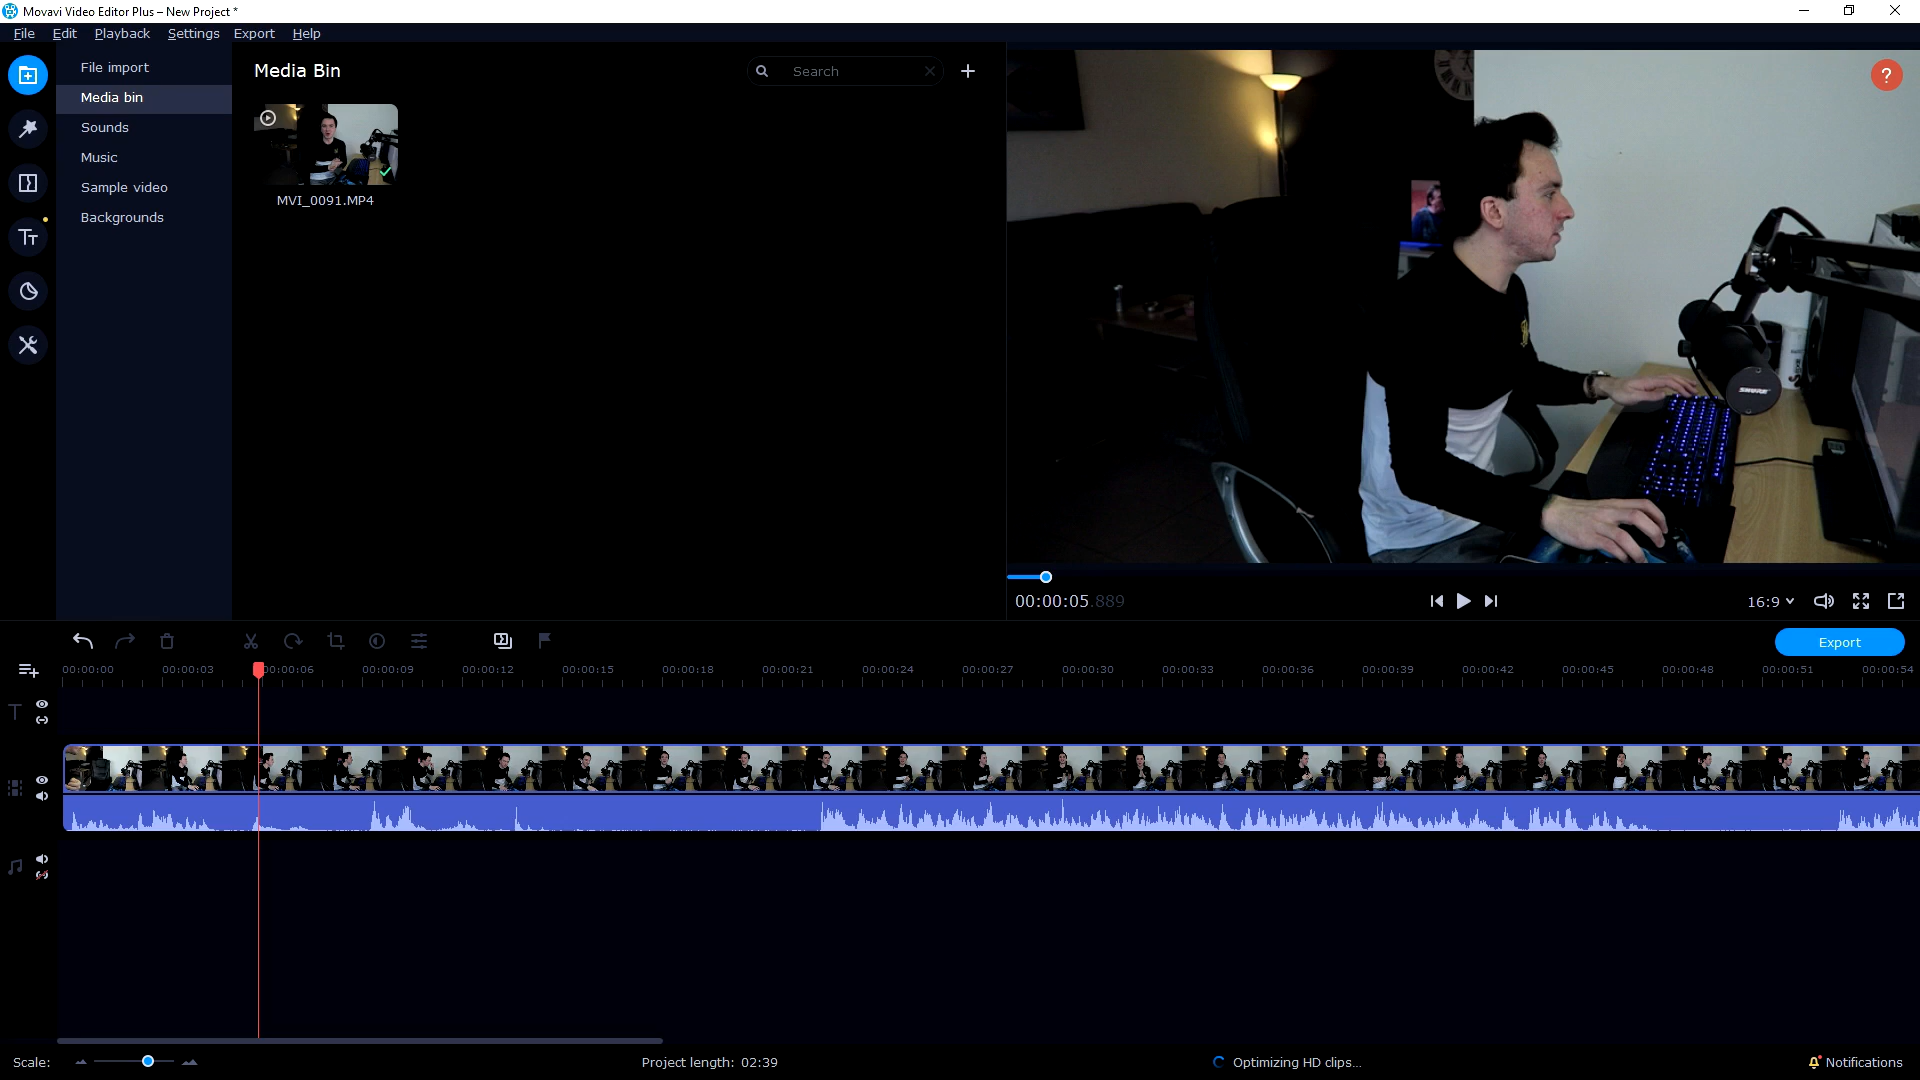 Movavi Video Editor Plus – New Project *
File Edit Playback Settings Export Help
File import
Media bin
Sounds
Music
Sample video
Backgrounds
Media Bin
Search
MVI_0091.MP4
?
SHURE
00:00:05.889
16:9
Export
00:00:00 00:00:03 00:00:06 00:00:09 00:00:12 00:00:15 00:00:18 00:00:21 00:00:24 00:00:27 00:00:30 00:00:33 00:00:36 00:00:39 00:00:42 00:00:45 00:00:48 00:00:51 00:00:54
Scale:
Project length: 02:39
Optimizing HD clips...
Notifications